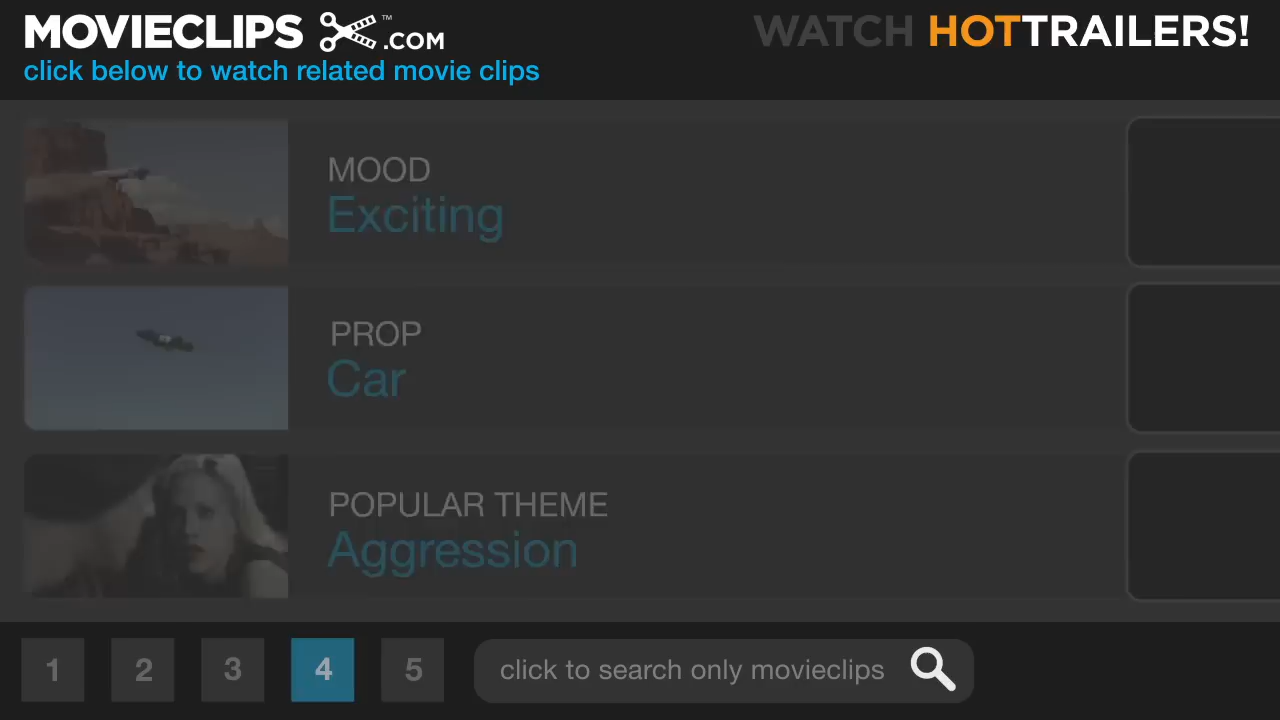 MOVIECLIPS ™ .COM
WATCH HOTTRAILERS!
click below to watch related movie clips
MOOD
Exciting
PROP
Car
POPULAR THEME
Aggression
1 2 3 4 5 click to search only movieclips